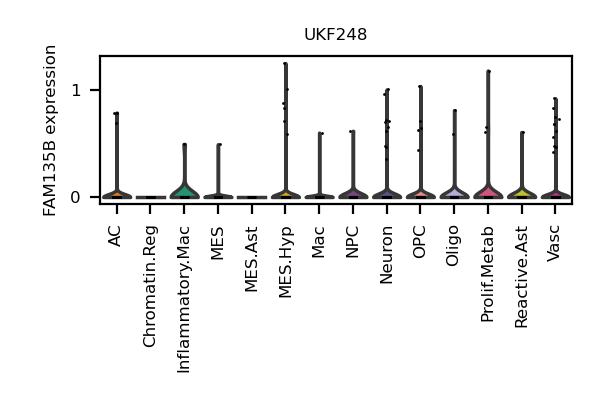 UKF248
FAM135B expression
1
0
AC
Chromatin.Reg
Inflammatory.Mac
MES
MES.Ast
MES.Hyp
Mac
NPC
Neuron
OPC
Oligo
Prolif.Metab
Reactive.Ast
Vasc